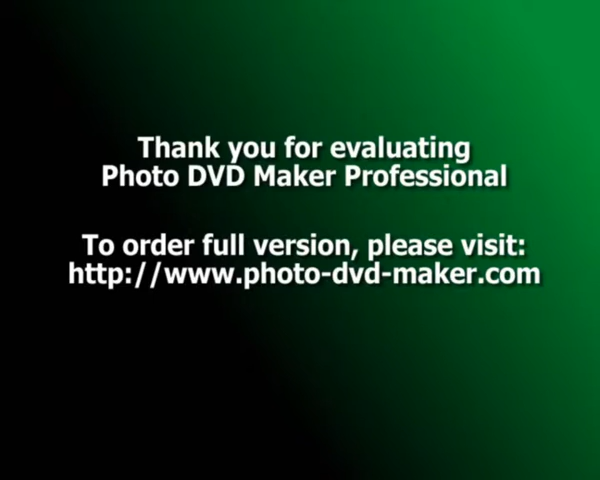 Thank you for evaluating
Photo DVD Maker Professional
To order full version, please visit:
http://www.photo-dvd-maker.com